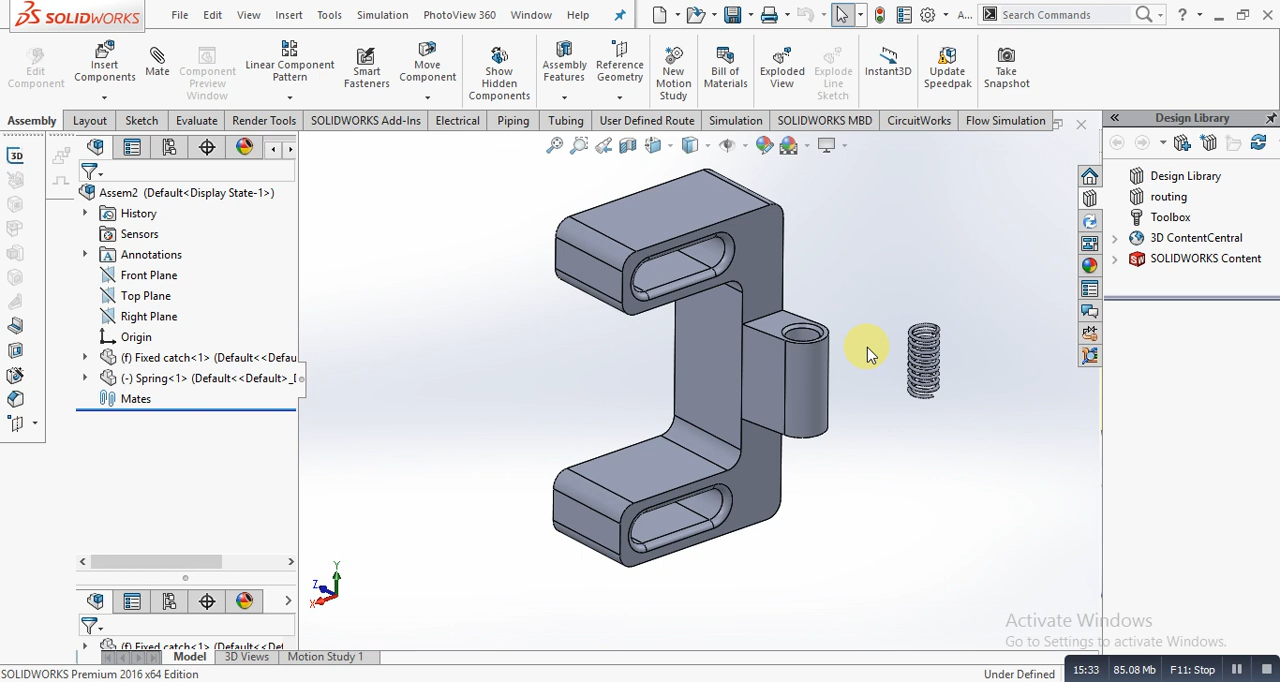 SOLIDWORKS
File Edit View Insert Tools Simulation PhotoView 360 Window Help
A... Search Commands
Edit Component
Insert Components
Mate
Component Preview Window
Linear Component Pattern
Smart Fasteners
Move Component
Show Hidden Components
Assembly Features
Reference Geometry
New Motion Study
Bill of Materials
Exploded View
Explode Line Sketch
Instant3D
Update Speedpak
Take Snapshot
Assembly Layout Sketch Evaluate Render Tools SOLIDWORKS Add-Ins Electrical Piping Tubing User Defined Route Simulation SOLIDWORKS MBD CircuitWorks Flow Simulation
Design Library
3D
Assem2 (Default<Display State-1>)
History
Sensors
Annotations
Front Plane
Top Plane
Right Plane
Origin
(f) Fixed catch<1> (Default<<Defau
(-) Spring<1> (Default<<Default>_[
Mates
Design Library
routing
Toolbox
3D ContentCentral
SOLIDWORKS Content
Y
Z
X
(f) Fixed catch<1> (Default<<Def
Model 3D Views Motion Study 1
Activate Windows
Go to Settings to activate Windows.
SOLIDWORKS Premium 2016 x64 Edition
Under Defined
15:33 85.08 Mb F11: Stop